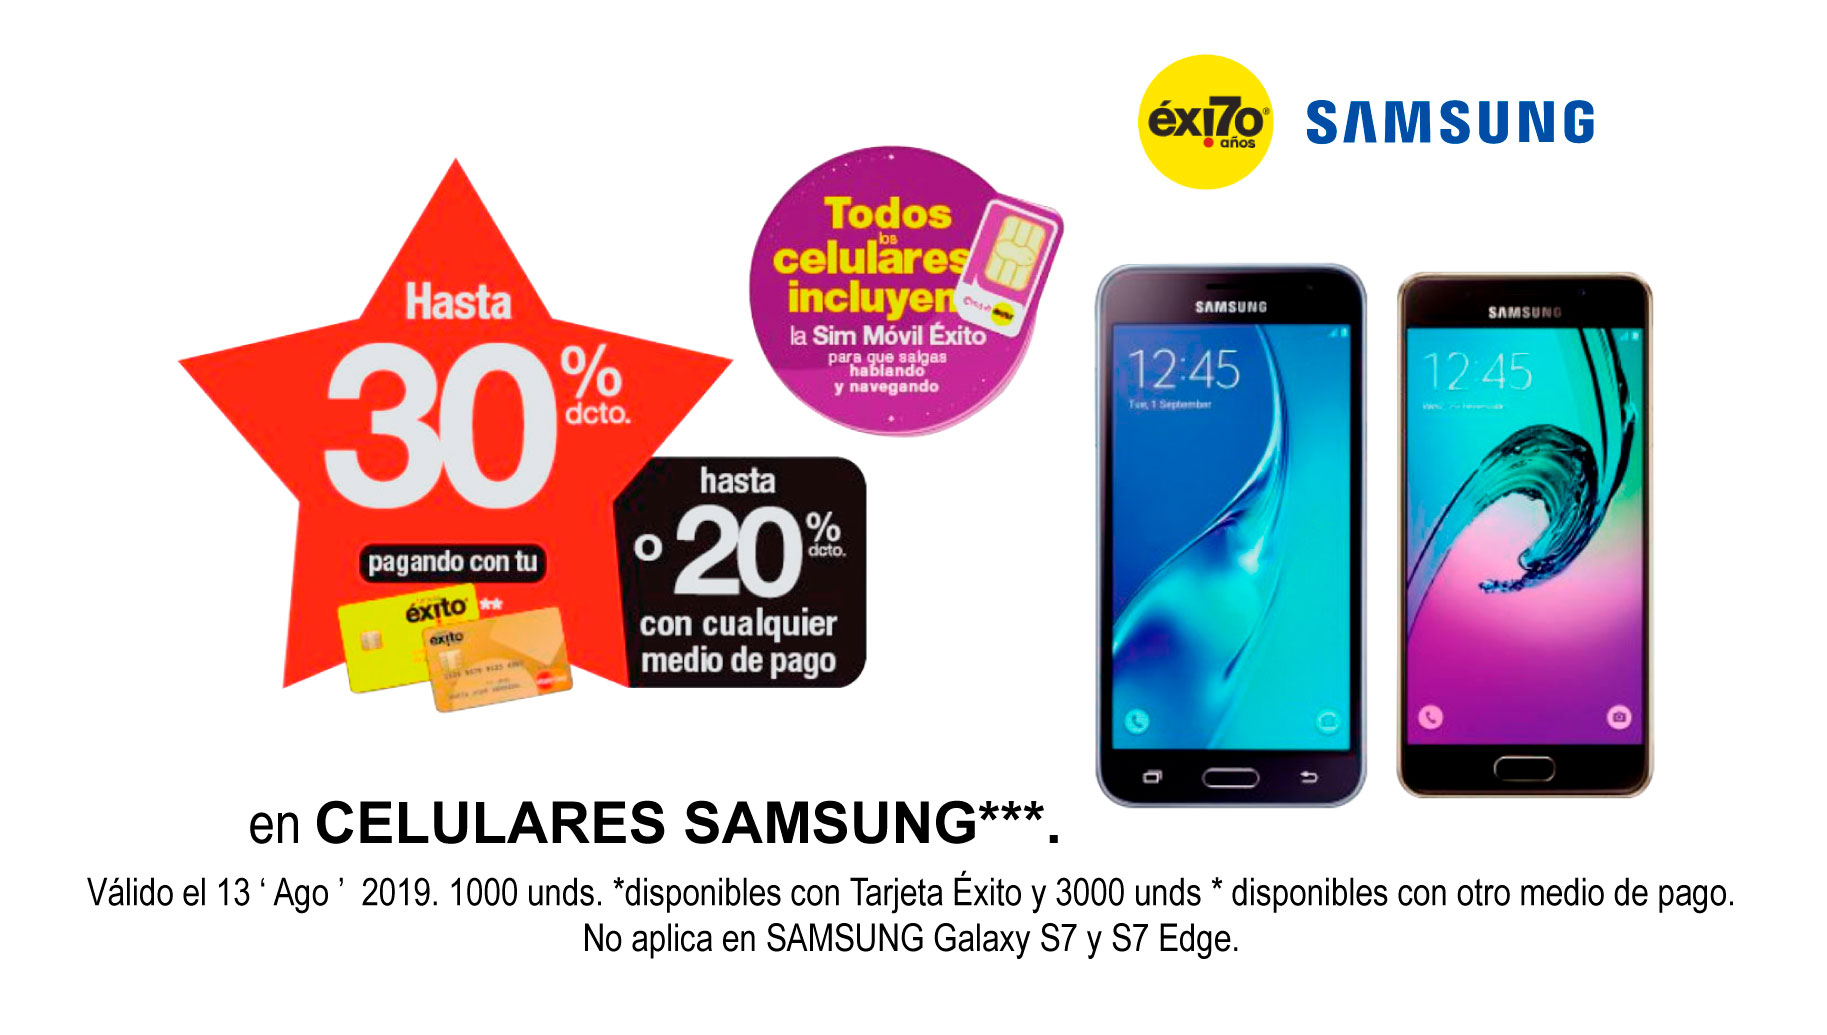 éxi7o®
años
SAMSUNG
Todos
los
celulares
incluyen
la Sim Móvil Éxito
para que salgas
hablando
y navegando
Hasta
30%
dcto.
pagando con tu
éxito**
éxito
o hasta
20%
dcto.
con cualquier
medio de pago
SAMSUNG
12:45
Tue, 1 September
SAMSUNG
12:45
en CELULARES SAMSUNG***.
Válido el 13 ‘ Ago ’ 2019. 1000 unds. *disponibles con Tarjeta Éxito y 3000 unds * disponibles con otro medio de pago.
No aplica en SAMSUNG Galaxy S7 y S7 Edge.